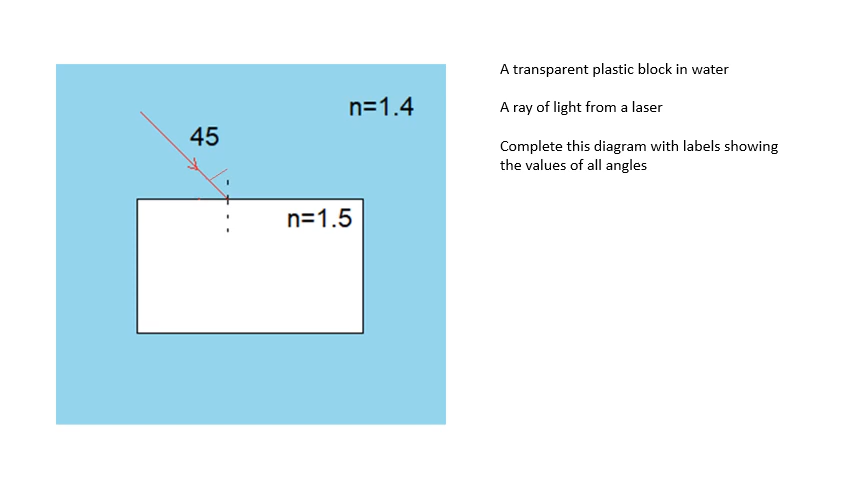 n=1.4
45
n=1.5
A transparent plastic block in water
A ray of light from a laser
Complete this diagram with labels showing
the values of all angles